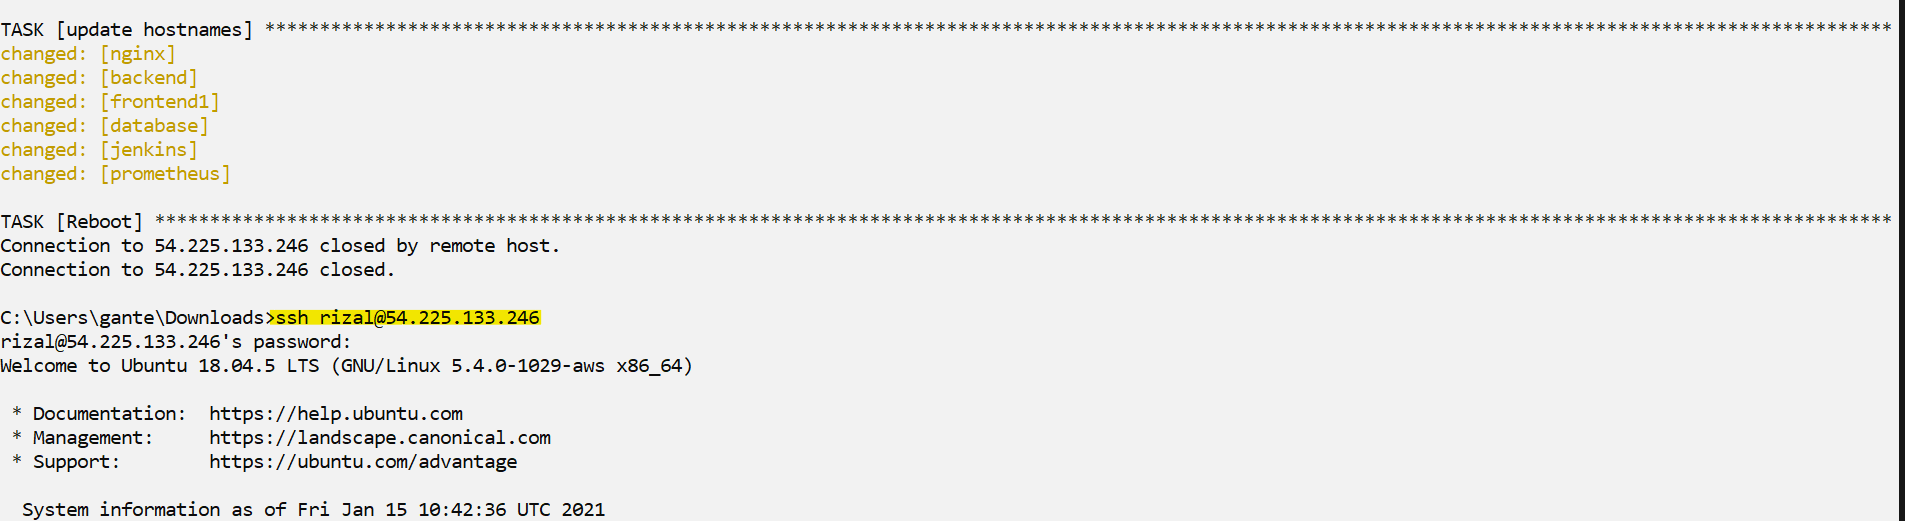 TASK [update hostnames] ****************************************************************************************************************************************************
changed: [nginx]
changed: [backend]
changed: [frontend1]
changed: [database]
changed: [jenkins]
changed: [prometheus]
TASK [Reboot] **************************************************************************************************************************************************************
Connection to 54.225.133.246 closed by remote host.
Connection to 54.225.133.246 closed.
C:\Users\gante\Downloads>ssh rizal@54.225.133.246
rizal@54.225.133.246's password:
Welcome to Ubuntu 18.04.5 LTS (GNU/Linux 5.4.0-1029-aws x86_64)
* Documentation:  https://help.ubuntu.com
* Management:     https://landscape.canonical.com
* Support:        https://ubuntu.com/advantage
System information as of Fri Jan 15 10:42:36 UTC 2021